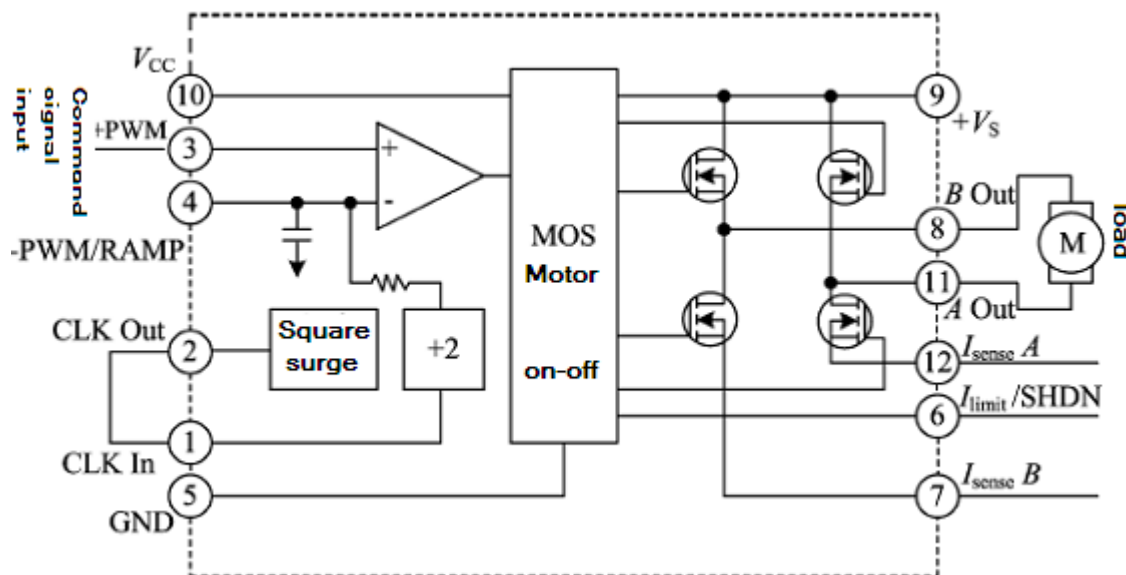 V_CC
10
Command
oignal
input
+PWM
3
+
4
-
-PWM/RAMP
CLK Out
2
Square
surge
+2
1
CLK In
5
GND
MOS
Motor
on-off
9
+V_S
B Out
8
M
load
11
A Out
12
I_sense A
I_limit/SHDN
6
I_sense B
7